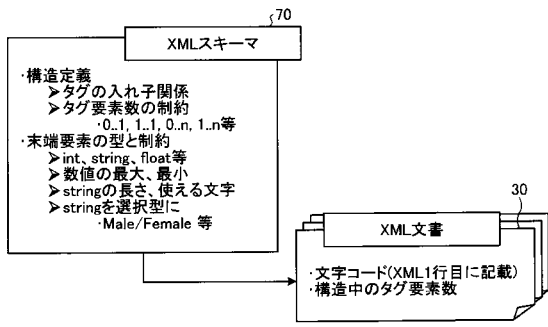 70
XMLスキーマ
・構造定義
➤タグの入れ子関係
➤タグ要素数の制約
・0..1, 1..1, 0..n, 1..n等
・末端要素の型と制約
➤int、string、float等
➤数値の最大、最小
➤stringの長さ、使える文字
➤stringを選択型に
・Male/Female 等
30
XML文書
・文字コード(XML1行目に記載)
・構造中のタグ要素数